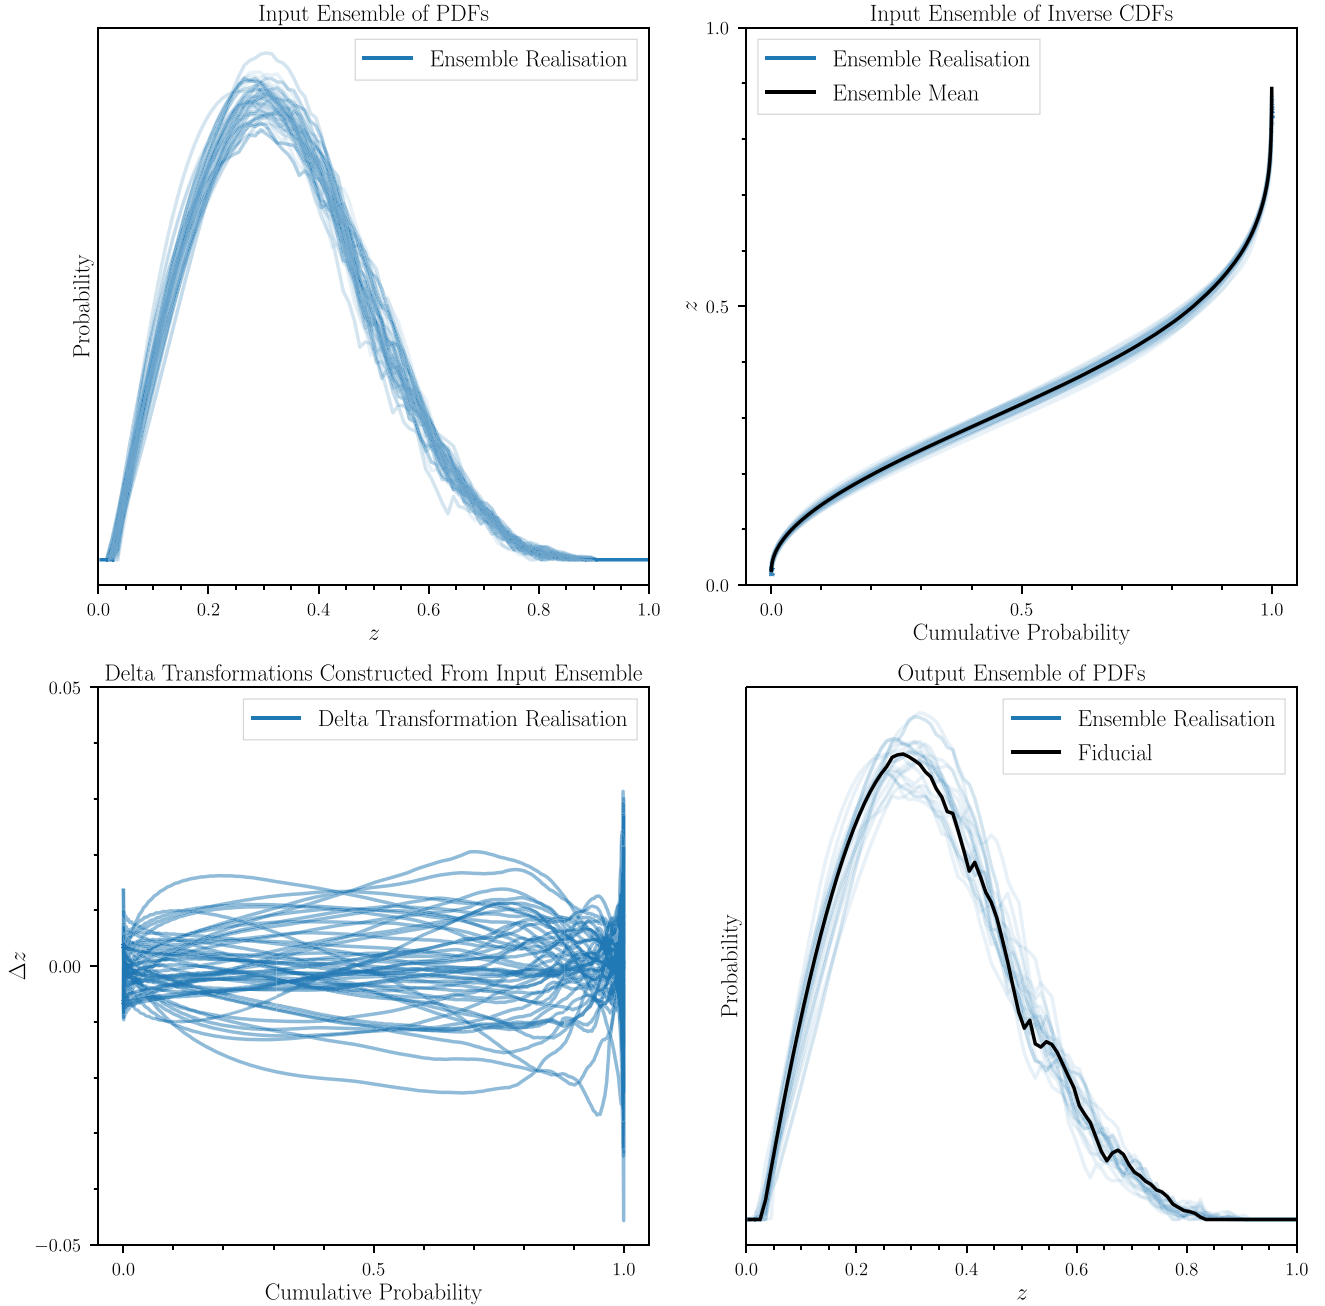 Input Ensemble of PDFs
Ensemble Realisation
Probability
0.0 0.2 0.4 0.6 0.8 1.0
z
Input Ensemble of Inverse CDFs
Ensemble Realisation
Ensemble Mean
1.0
0.5
0.0
z
0.0 0.5 1.0
Cumulative Probability
Delta Transformations Constructed From Input Ensemble
Delta Transformation Realisation
0.05
0.00
−0.05
Δz
0.0 0.5 1.0
Cumulative Probability
Output Ensemble of PDFs
Ensemble Realisation
Fiducial
Probability
0.0 0.2 0.4 0.6 0.8 1.0
z